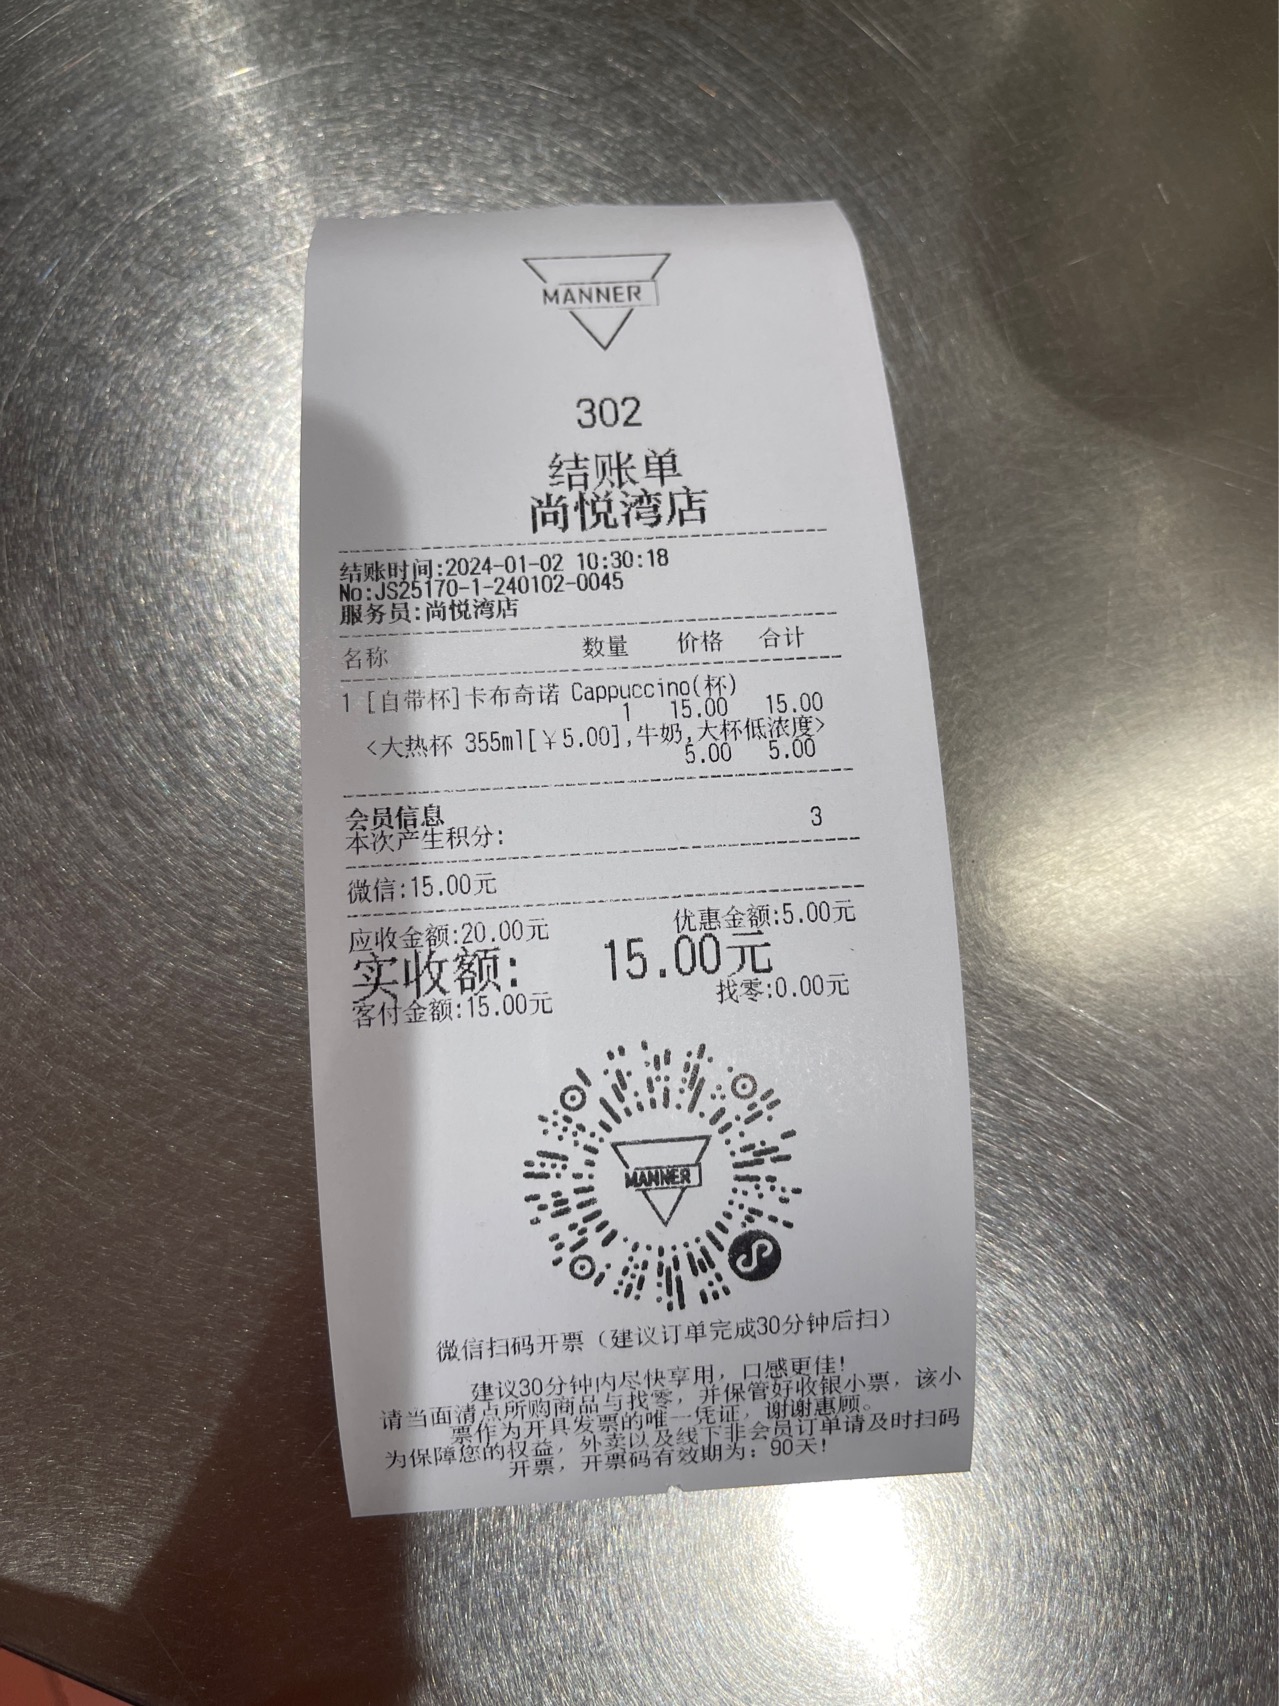 MANNER
302
结账单
尚悦湾店
结账时间:2024-01-02 10:30:18
No:JS25170-1-240102-0045
服务员:尚悦湾店
名称 数量 价格 合计
1 [自带杯]卡布奇诺 Cappuccino(杯)
1 15.00 15.00
<大热杯 355ml[￥5.00],牛奶,大杯低浓度>
5.00 5.00
会员信息
本次产生积分: 3
微信:15.00元
应收金额:20.00元 优惠金额:5.00元
实收额: 15.00元
客付金额:15.00元 找零:0.00元
MANNER
微信扫码开票（建议订单完成30分钟后扫）
建议30分钟内尽快享用，口感更佳!
请当面清点所购商品与找零，并保管好收银小票，该小
票作为开具发票的唯一凭证，谢谢惠顾。
为保障您的权益，外卖以及线下非会员订单请及时扫码
开票，开票码有效期为：90天!